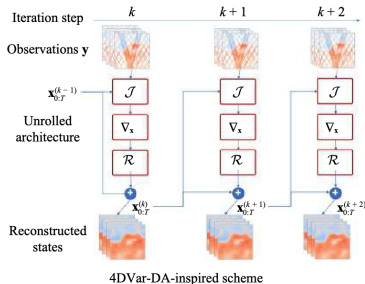 Iteration step k k + 1 k + 2
Observations y
x_{0:T}^{(k − 1)} 𝒥 𝒥 𝒥
Unrolled ∇x ∇x ∇x
architecture
ℛ ℛ ℛ
+ + +
x_{0:T}^{(k)} x_{0:T}^{(k + 1)} x_{0:T}^{(k + 2)}
Reconstructed
states
4DVar-DA-inspired scheme